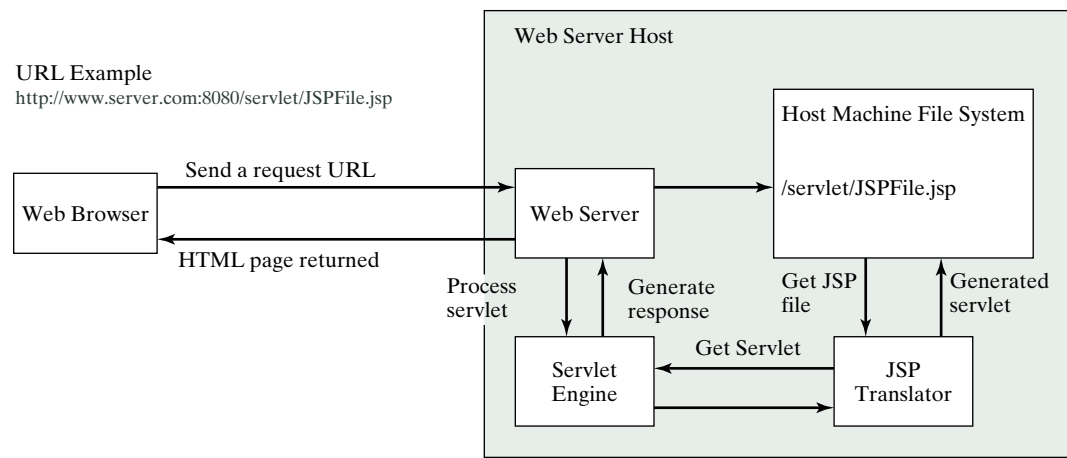 Web Server Host
URL Example
http://www.server.com:8080/servlet/JSPFile.jsp
Host Machine File System
/servlet/JSPFile.jsp
Send a request URL
Web Browser
Web Server
HTML page returned
Process
servlet
Generate
response
Get JSP
file
Generated
servlet
Get Servlet
Servlet
Engine
JSP
Translator